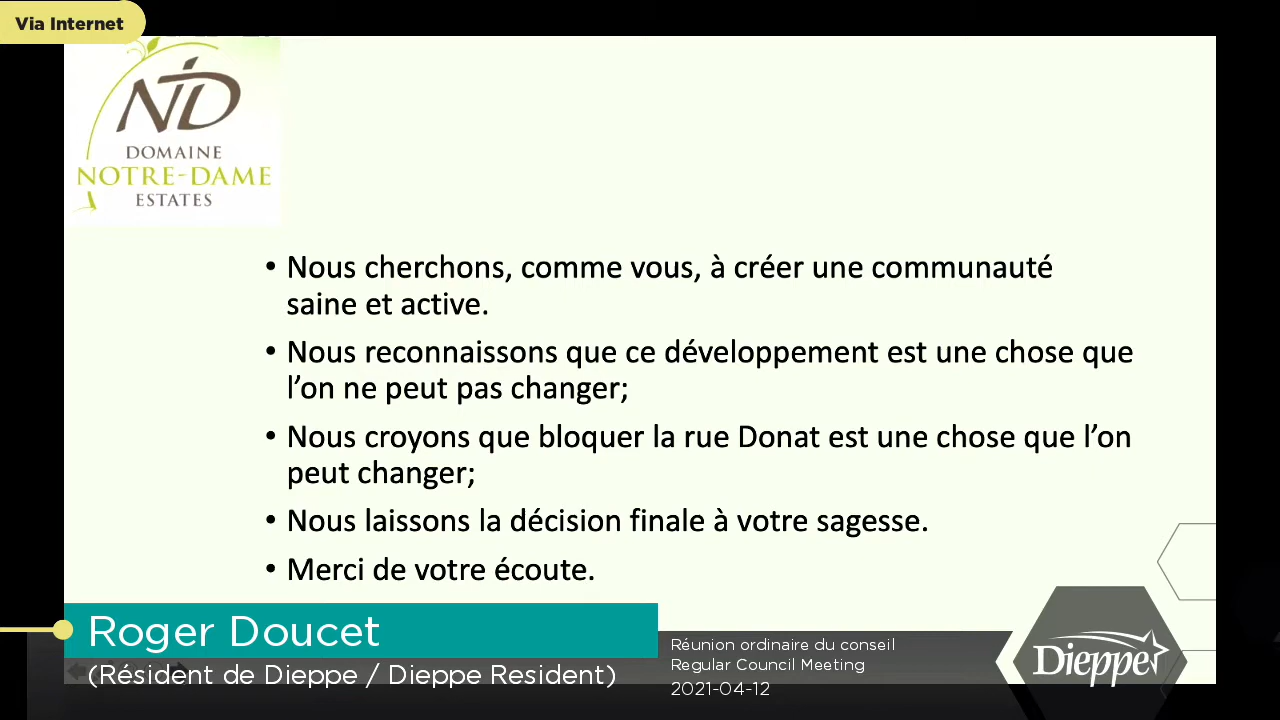 Via Internet
ND
DOMAINE
NOTRE-DAME
ESTATES
• Nous cherchons, comme vous, à créer une communauté
saine et active.
• Nous reconnaissons que ce développement est une chose que
l’on ne peut pas changer;
• Nous croyons que bloquer la rue Donat est une chose que l’on
peut changer;
• Nous laissons la décision finale à votre sagesse.
• Merci de votre écoute.
Roger Doucet
(Résident de Dieppe / Dieppe Resident)
Réunion ordinaire du conseil
Regular Council Meeting
2021-04-12
Dieppe